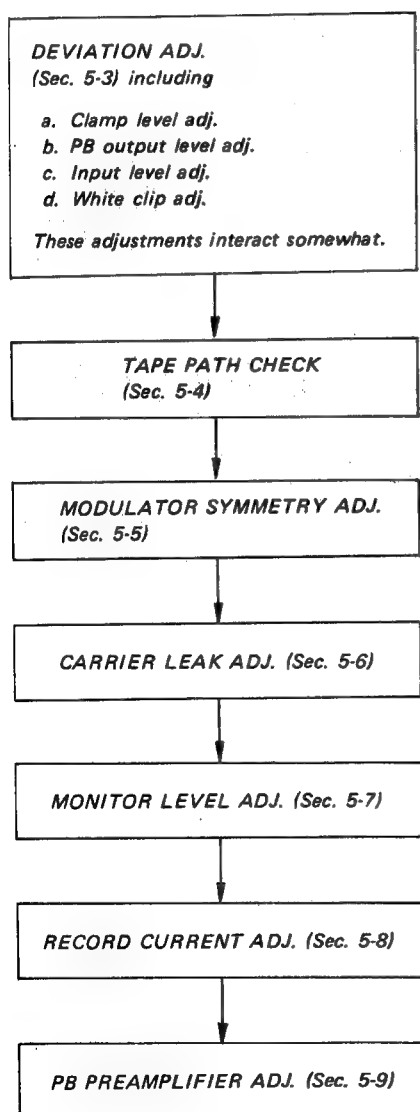 DEVIATION ADJ.
(Sec. 5-3) including
a. Clamp level adj.
b. PB output level adj.
c. Input level adj.
d. White clip adj.
These adjustments interact somewhat.
TAPE PATH CHECK
(Sec. 5-4)
MODULATOR SYMMETRY ADJ.
(Sec. 5-5)
CARRIER LEAK ADJ. (Sec. 5-6)
MONITOR LEVEL ADJ. (Sec. 5-7)
RECORD CURRENT ADJ. (Sec. 5-8)
PB PREAMPLIFIER ADJ. (Sec. 5-9)